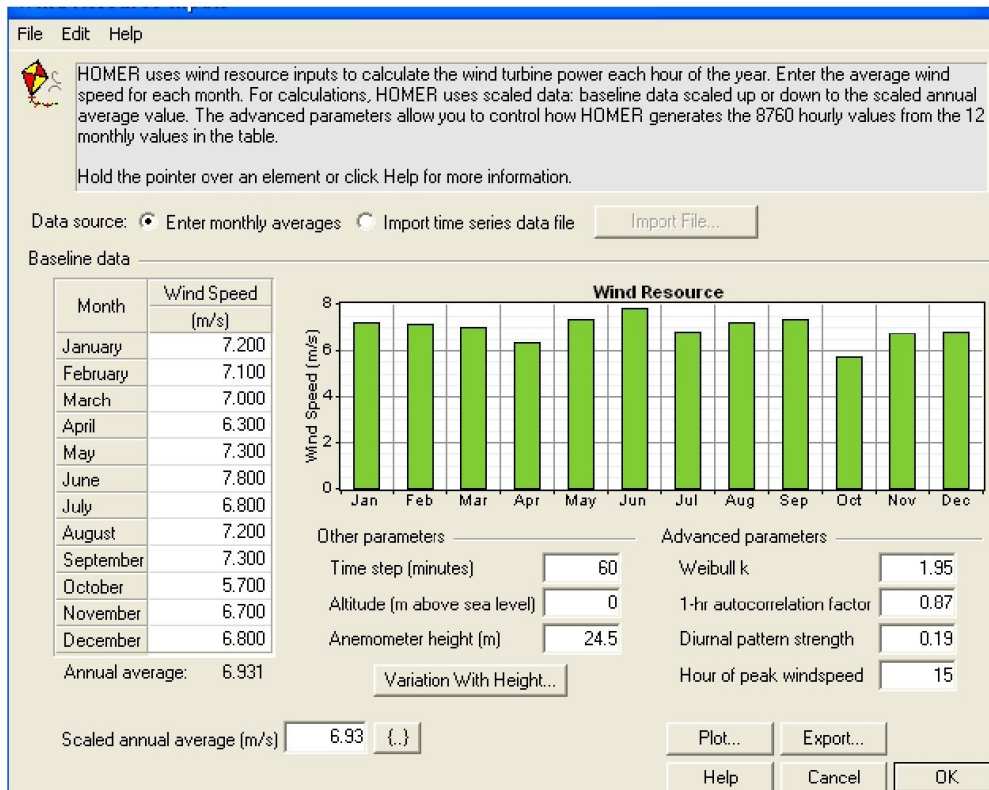 Wind Resource Inputs
File Edit Help
HOMER uses wind resource inputs to calculate the wind turbine power each hour of the year. Enter the average wind
speed for each month. For calculations, HOMER uses scaled data: baseline data scaled up or down to the scaled annual
average value. The advanced parameters allow you to control how HOMER generates the 8760 hourly values from the 12
monthly values in the table.
Hold the pointer over an element or click Help for more information.
Data source: Enter monthly averages Import time series data file Import File...
Baseline data
Month Wind Speed
(m/s)
January 7.200
February 7.100
March 7.000
April 6.300
May 7.300
June 7.800
July 6.800
August 7.200
September 7.300
October 5.700
November 6.700
December 6.800
Annual average: 6.931
Wind Resource
Wind Speed (m/s)
8
6
4
2
0
Jan Feb Mar Apr May Jun Jul Aug Sep Oct Nov Dec
Other parameters
Time step (minutes) 60
Altitude (m above sea level) 0
Anemometer height (m) 24.5
Variation With Height...
Advanced parameters
Weibull k 1.95
1-hr autocorrelation factor 0.87
Diurnal pattern strength 0.19
Hour of peak windspeed 15
Scaled annual average (m/s) 6.93 {..}
Plot... Export...
Help Cancel OK